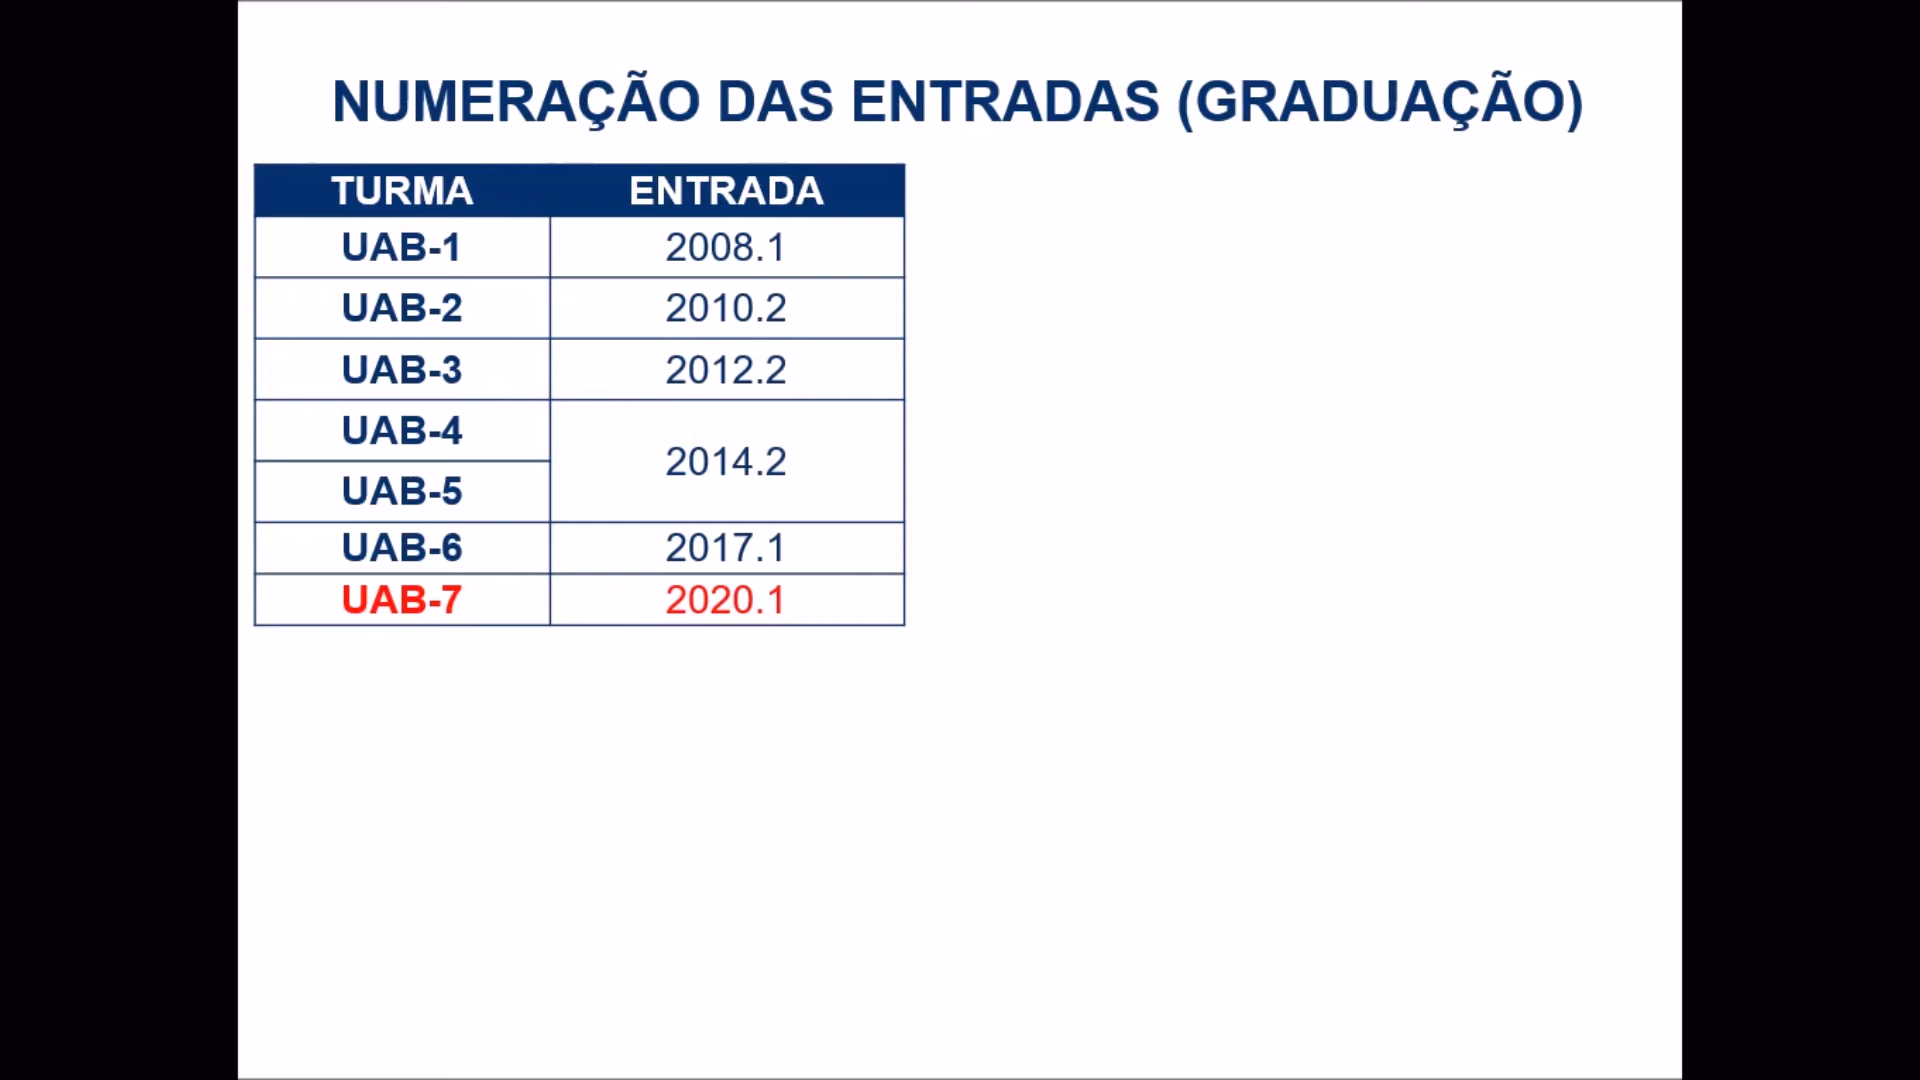 NUMERAÇÃO DAS ENTRADAS (GRADUAÇÃO)
TURMA ENTRADA
UAB-1 2008.1
UAB-2 2010.2
UAB-3 2012.2
UAB-4
2014.2
UAB-5
UAB-6 2017.1
UAB-7 2020.1